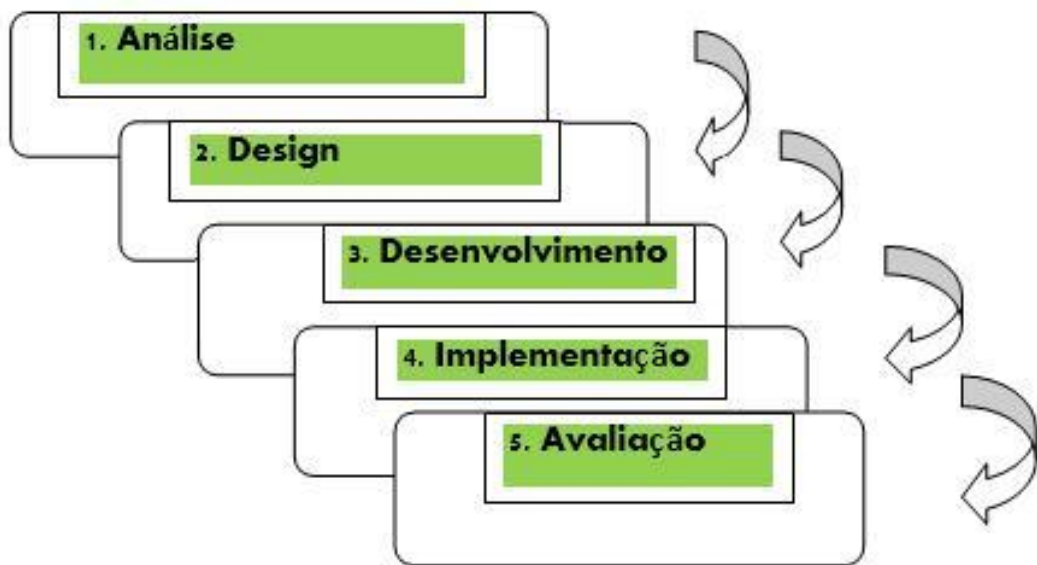 1. Análise
2. Design
3. Desenvolvimento
4. Implementação
5. Avaliação